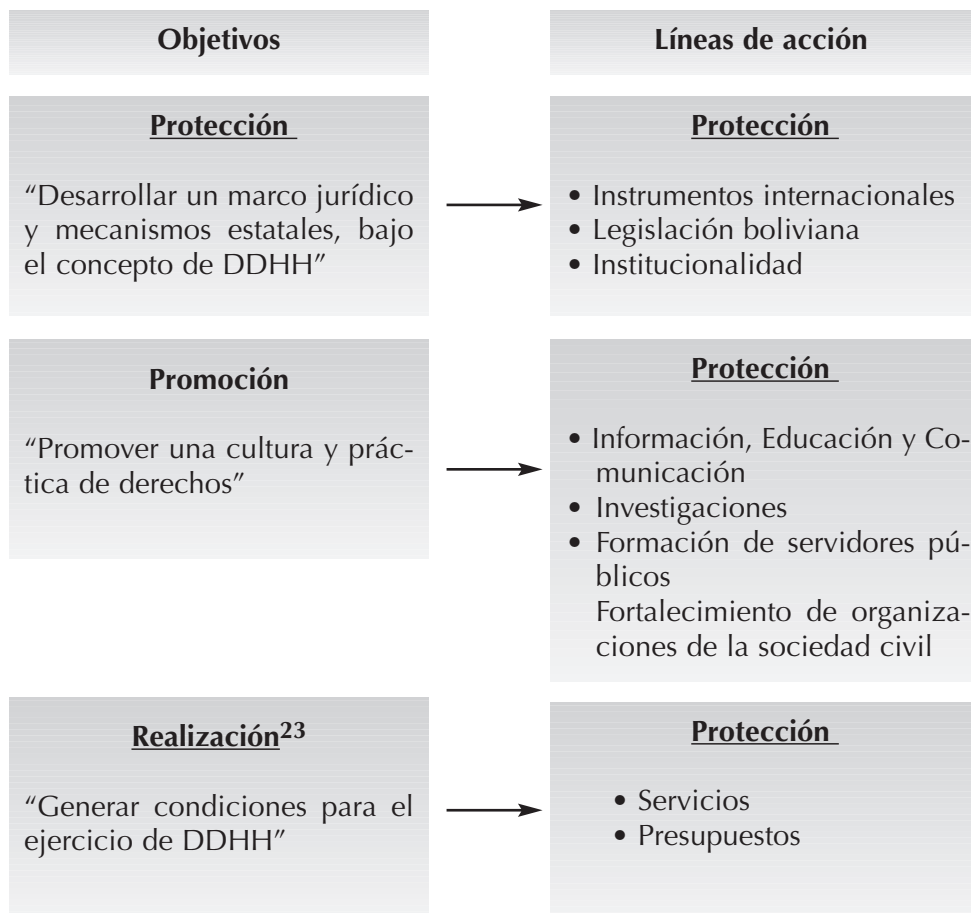 Objetivos
Líneas de acción
Protección
“Desarrollar un marco jurídico
y mecanismos estatales, bajo
el concepto de DDHH”
Protección
• Instrumentos internacionales
• Legislación boliviana
• Institucionalidad
Promoción
“Promover una cultura y prác-
tica de derechos”
Protección
• Información, Educación y Co-
municación
• Investigaciones
• Formación de servidores pú-
blicos
Fortalecimiento de organiza-
ciones de la sociedad civil
Realización23
“Generar condiciones para el
ejercicio de DDHH”
Protección
• Servicios
• Presupuestos